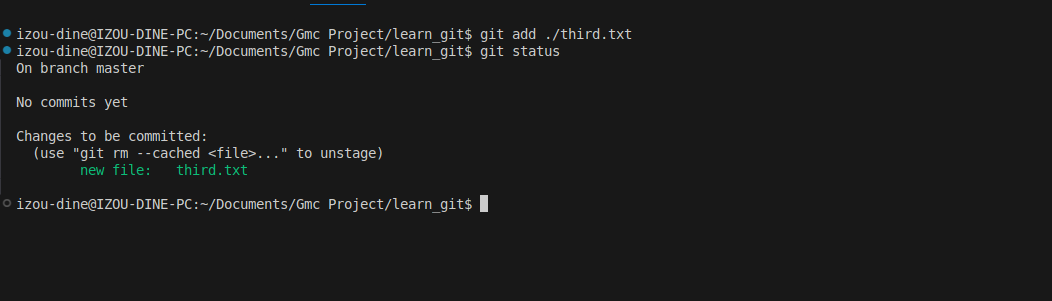 izou-dine@IZOU-DINE-PC:~/Documents/Gmc Project/learn_git$ git add ./third.txt
izou-dine@IZOU-DINE-PC:~/Documents/Gmc Project/learn_git$ git status
On branch master
No commits yet
Changes to be committed:
  (use "git rm --cached <file>..." to unstage)
        new file:   third.txt
izou-dine@IZOU-DINE-PC:~/Documents/Gmc Project/learn_git$